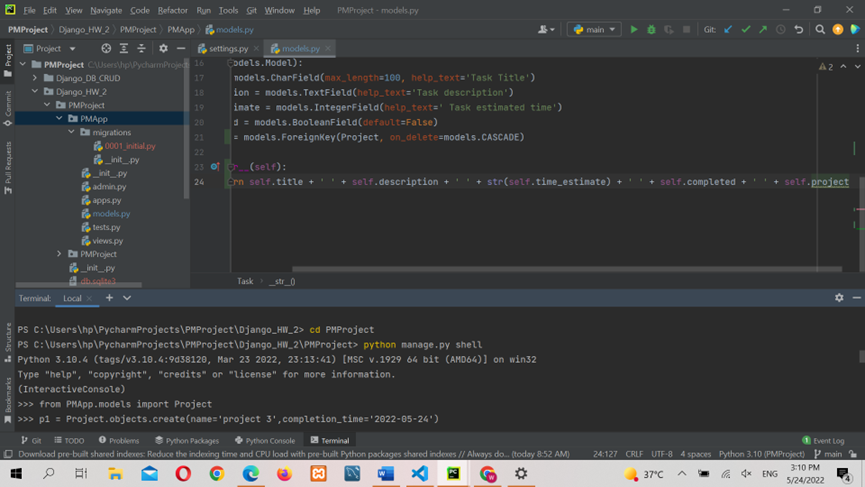 File Edit View Navigate Code Refactor Run Tools Git Window Help PMProject - models.py
PMProject Django_HW_2 PMProject PMApp models.py main Git:
Project
settings.py models.py
PMProject C:\Users\hp\PycharmProjects
Django_DB_CRUD
Django_HW_2
PMProject
PMApp
migrations
0001_initial.py
__init__.py
__init__.py
admin.py
apps.py
models.py
tests.py
views.py
PMProject
__init__.py
db.sqlite3
2
16 odels.Model):
17 models.CharField(max_length=100, help_text='Task Title')
18 ion = models.TextField(help_text='Task description')
19 imate = models.IntegerField(help_text=' Task estimated time')
20 d = models.BooleanField(default=False)
21 = models.ForeignKey(Project, on_delete=models.CASCADE)
22
23 r__(self):
24 rn self.title + ' ' + self.description + ' ' + str(self.time_estimate) + ' ' + self.completed + ' ' + self.project
Task __str__()
Project
Commit
Pull Requests
Structure
Bookmarks
Terminal: Local
PS C:\Users\hp\PycharmProjects\PMProject\Django_HW_2> cd PMProject
PS C:\Users\hp\PycharmProjects\PMProject\Django_HW_2\PMProject> python manage.py shell
Python 3.10.4 (tags/v3.10.4:9d38120, Mar 23 2022, 23:13:41) [MSC v.1929 64 bit (AMD64)] on win32
Type "help", "copyright", "credits" or "license" for more information.
(InteractiveConsole)
>>> from PMApp.models import Project
>>> p1 = Project.objects.create(name='project 3',completion_time='2022-05-24')
Git TODO Problems Python Packages Python Console Terminal 1 Event Log
Download pre-built shared indexes: Reduce the indexing time and CPU load with pre-built Python packages shared indexes // Always do... (today 8:52 AM) 24:127 CRLF UTF-8 4 spaces Python 3.10 (PMProject) main
37°C ENG 3:10 PM
5/24/2022 4